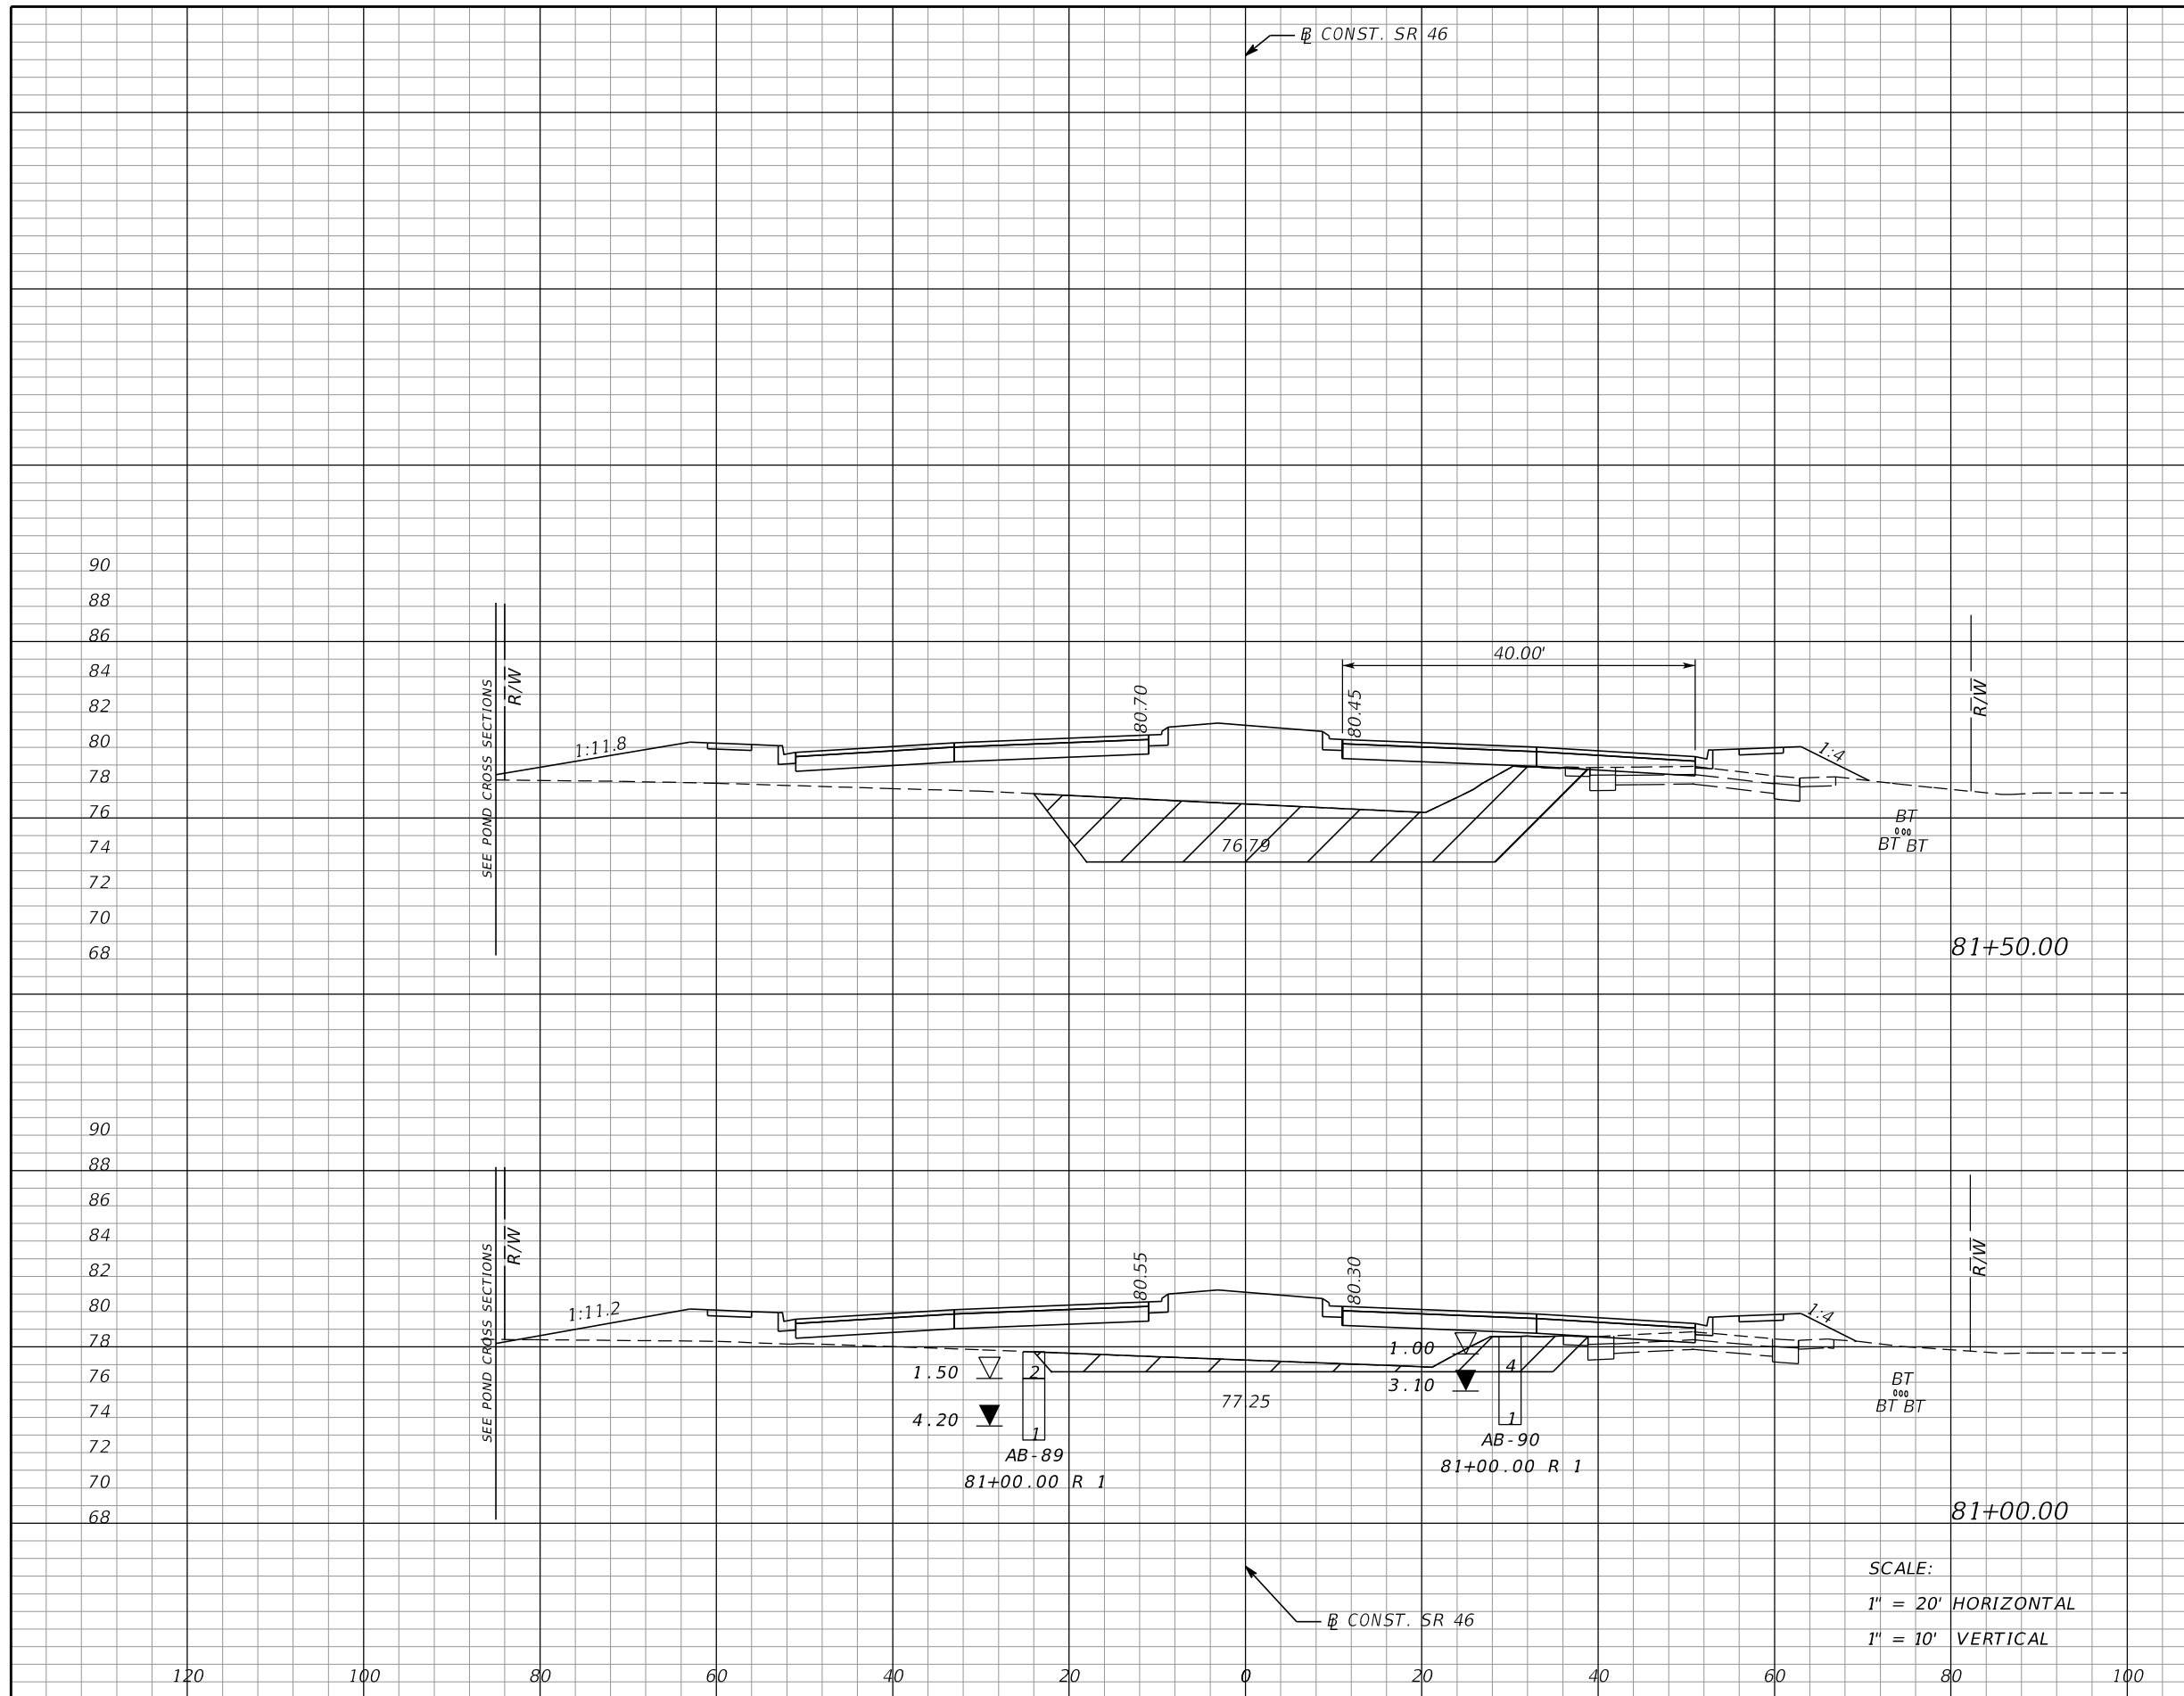 ℄ CONST. SR 46
90
88
86
84
82
80
78
76
74
72
70
68
SEE POND CROSS SECTIONS
R/W
1:11.8
80.70
80.45
40.00'
76.79
1:4
R/W
BT
BT BT
81+50.00
90
88
86
84
82
80
78
76
74
72
70
68
SEE POND CROSS SECTIONS
R/W
1:11.2
80.55
80.30
1:4
R/W
1.50
4.20
2
1
AB-89
81+00.00 R 1
77.25
1.00
3.10
4
1
AB-90
81+00.00 R 1
BT
BT BT
81+00.00
℄ CONST. SR 46
SCALE:
1" = 20' HORIZONTAL
1" = 10' VERTICAL
120 100 80 60 40 20 0 20 40 60 80 100